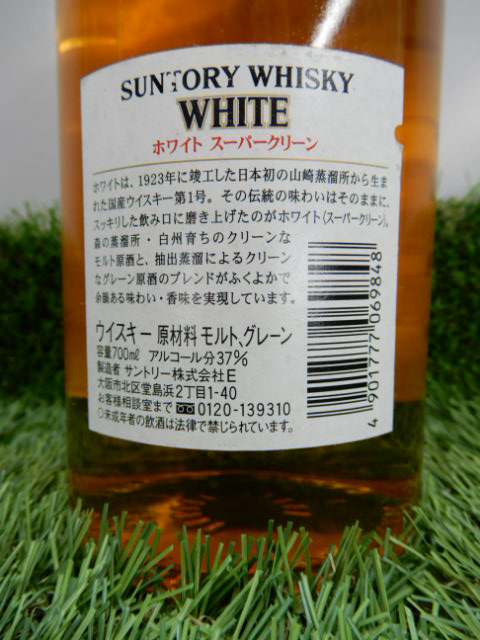 SUNTORY WHISKY
WHITE
ホワイト スーパークリーン
ホワイトは、1923年に竣工した日本初の山崎蒸溜所から生ま
れた国産ウイスキー第1号。その伝統の味わいはそのままに、
スッキリした飲み口に磨き上げたのがホワイト(スーパークリーン)。
森の蒸溜所・白州育ちのクリーンな
モルト原酒と、抽出蒸溜によるクリーン
なグレーン原酒のブレンドがふくよかで
余韻ある味わい・香味を実現しています。
ウイスキー 原材料 モルト、グレーン
容量700mℓ アルコール分37%
製造者 サントリー株式会社E
大阪市北区堂島浜2丁目1-40
お客様相談室まで 0120-139310
○未成年者の飲酒は法律で禁じられています。
4 901777 069848